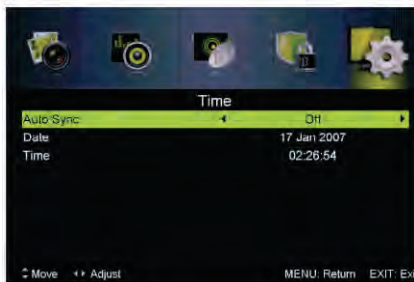 Time
Auto Sync Off
Date 17 Jan 2007
Time 02:26:54
Move Adjust MENU: Return EXIT: Exi